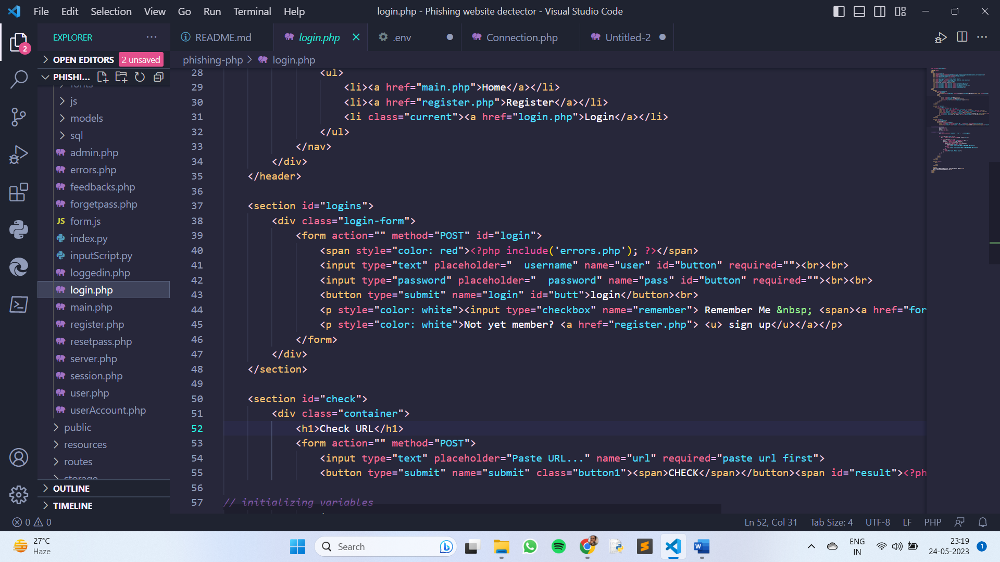 File Edit Selection View Go Run Terminal Help
login.php - Phishing website dectector - Visual Studio Code
EXPLORER
README.md
login.php
.env
Connection.php
Untitled-2
2
OPEN EDITORS 2 unsaved
PHISHI...
fonts
js
models
sql
admin.php
errors.php
feedbacks.php
forgetpass.php
JS form.js
index.py
inputScript.py
loggedin.php
login.php
main.php
register.php
resetpass.php
server.php
session.php
user.php
userAccount.php
public
resources
routes
storage
OUTLINE
TIMELINE
phishing-php > login.php
28 <ul>
29 <li><a href="main.php">Home</a></li>
30 <li><a href="register.php">Register</a></li>
31 <li class="current"><a href="login.php">Login</a></li>
32 </ul>
33 </nav>
34 </div>
35 </header>
36
37 <section id="logins">
38 <div class="login-form">
39 <form action="" method="POST" id="login">
40 <span style="color: red"><?php include('errors.php'); ?></span>
41 <input type="text" placeholder="  username" name="user" id="button" required=""><br><br>
42 <input type="password" placeholder="  password" name="pass" id="button" required=""><br><br>
43 <button type="submit" name="login" id="butt">login</button><br>
44 <p style="color: white"><input type="checkbox" name="remember"> Remember Me &nbsp; <span><a href="for
45 <p style="color: white">Not yet member? <a href="register.php"> <u> sign up</u></a></p>
46 </form>
47 </div>
48 </section>
49
50 <section id="check">
51 <div class="container">
52 <h1>Check URL</h1>
53 <form action="" method="POST">
54 <input type="text" placeholder="Paste URL..." name="url" required="paste url first">
55 <button type="submit" name="submit" class="button1"><span>CHECK</span></button><span id="result"><?ph
56
57 // initializing variables
0 0
Ln 52, Col 31 Tab Size: 4 UTF-8 LF PHP
27°C
Haze
Search
ENG
IN
23:19
24-05-2023
1